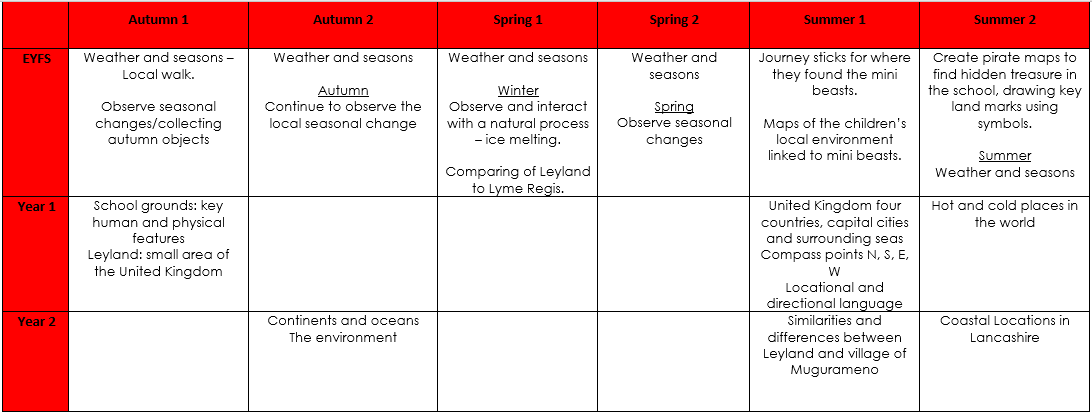 Autumn 1
Autumn 2
Spring 1
Spring 2
Summer 1
Summer 2
EYFS
Weather and seasons –
Local walk.
Observe seasonal
changes/collecting
autumn objects
Weather and seasons
Autumn
Continue to observe the
local seasonal change
Weather and seasons
Winter
Observe and interact
with a natural process
– ice melting.
Comparing of Leyland
to Lyme Regis.
Weather and
seasons
Spring
Observe seasonal
changes
Journey sticks for where
they found the mini
beasts.
Maps of the children's
local environment
linked to mini beasts.
Create pirate maps to
find hidden treasure in
the school, drawing key
land marks using
symbols.
Summer
Weather and seasons
Year 1
School grounds: key
human and physical
features
Leyland: small area of
the United Kingdom
United Kingdom four
countries, capital cities
and surrounding seas
Compass points N, S, E,
W
Locational and
directional language
Hot and cold places in
the world
Year 2
Continents and oceans
The environment
Similarities and
differences between
Leyland and village of
Mugurameno
Coastal Locations in
Lancashire